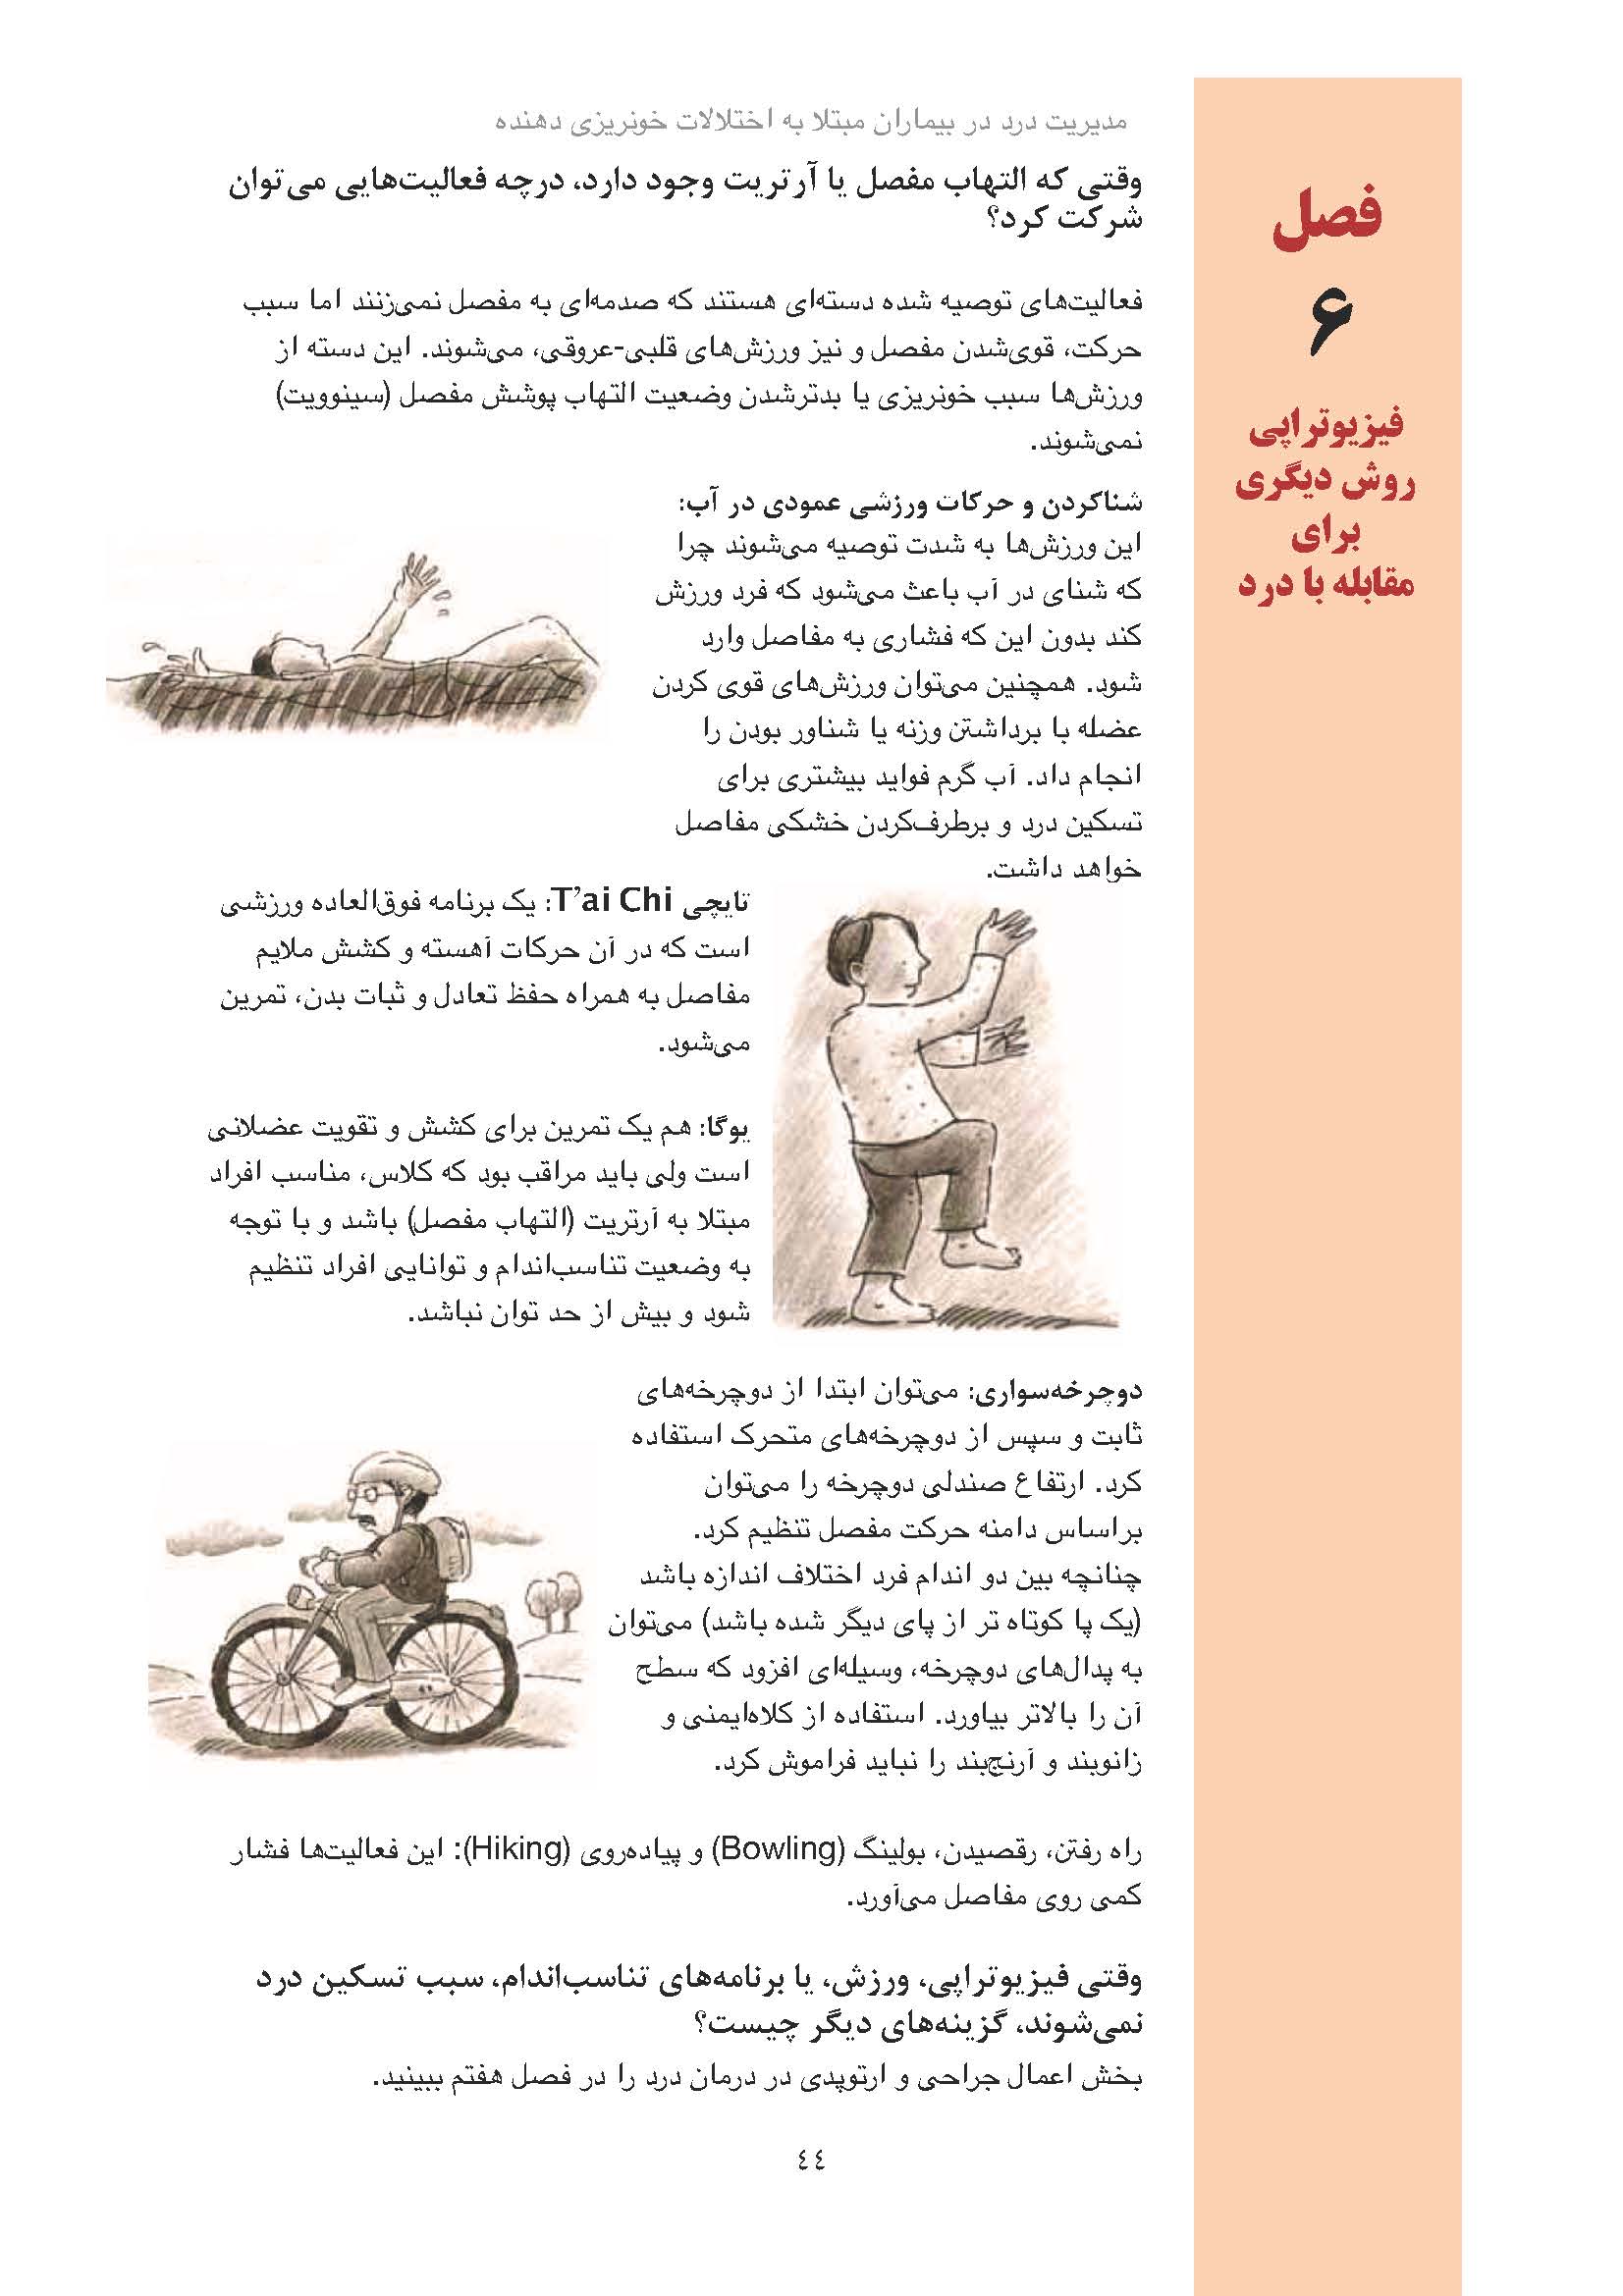 مدیریت درد در بیماران مبتلا به اختلالات خونریزی دهنده
فصل
۶
فیزیوتراپی
روش دیگری
برای
مقابله با درد
وقتی که التهاب مفصل یا آرتریت وجود دارد، درچه فعالیت‌هایی می‌توان
شرکت کرد؟
فعالیت‌های توصیه شده دسته‌ای هستند که صدمه‌ای به مفصل نمی‌زنند اما سبب
حرکت، قوی‌شدن مفصل و نیز ورزش‌های قلبی-عروقی، می‌شوند. این دسته از
ورزش‌ها سبب خونریزی یا بدترشدن وضعیت التهاب پوشش مفصل (سینوویت)
نمی‌شوند.
شناکردن و حرکات ورزشی عمودی در آب:
این ورزش‌ها به شدت توصیه می‌شوند چرا
که شنای در آب باعث می‌شود که فرد ورزش
کند بدون این که فشاری به مفاصل وارد
شود. همچنین می‌توان ورزش‌های قوی کردن
عضله با برداشتن وزنه یا شناور بودن را
انجام داد. آب گرم فواید بیشتری برای
تسکین درد و برطرف‌کردن خشکی مفاصل
خواهد داشت.
تایچی T’ai Chi: یک برنامه فوق‌العاده ورزشی
است که در آن حرکات آهسته و کشش ملایم
مفاصل به همراه حفظ تعادل و ثبات بدن، تمرین
می‌شود.
یوگا: هم یک تمرین برای کشش و تقویت عضلانی
است ولی باید مراقب بود که کلاس، مناسب افراد
مبتلا به آرتریت (التهاب مفصل) باشد و با توجه
به وضعیت تناسب‌اندام و توانایی افراد تنظیم
شود و بیش از حد توان نباشد.
دوچرخه‌سواری: می‌توان ابتدا از دوچرخه‌های
ثابت و سپس از دوچرخه‌های متحرک استفاده
کرد. ارتفاع صندلی دوچرخه را می‌توان
براساس دامنه حرکت مفصل تنظیم کرد.
چنانچه بین دو اندام فرد اختلاف اندازه باشد
(یک پا کوتاه تر از پای دیگر شده باشد) می‌توان
به پدال‌های دوچرخه، وسیله‌ای افزود که سطح
آن را بالاتر بیاورد. استفاده از کلاه‌ایمنی و
زانوبند و آرنج‌بند را نباید فراموش کرد.
راه رفتن، رقصیدن، بولینگ (Bowling) و پیاده‌روی (Hiking): این فعالیت‌ها فشار
کمی روی مفاصل می‌آورد.
وقتی فیزیوتراپی، ورزش، یا برنامه‌های تناسب‌اندام، سبب تسکین درد
نمی‌شوند، گزینه‌های دیگر چیست؟
بخش اعمال جراحی و ارتوپدی در درمان درد را در فصل هفتم ببینید.
٤٤